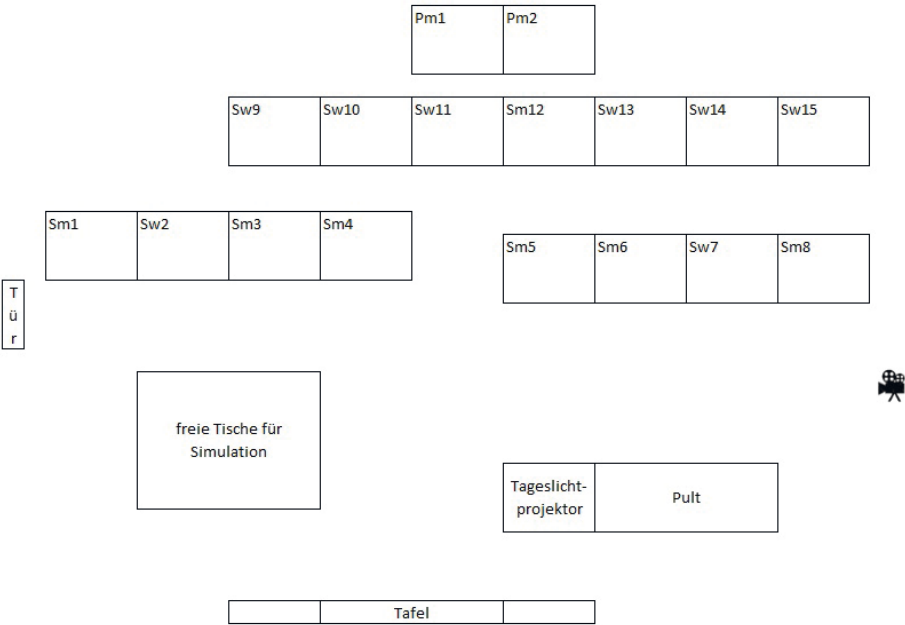 Pm1 Pm2
Sw9 Sw10 Sw11 Sm12 Sw13 Sw14 Sw15
Sm1 Sw2 Sm3 Sm4
Sm5 Sm6 Sw7 Sm8
T
ü
r
freie Tische für
Simulation
Tageslicht-
projektor
Pult
Tafel